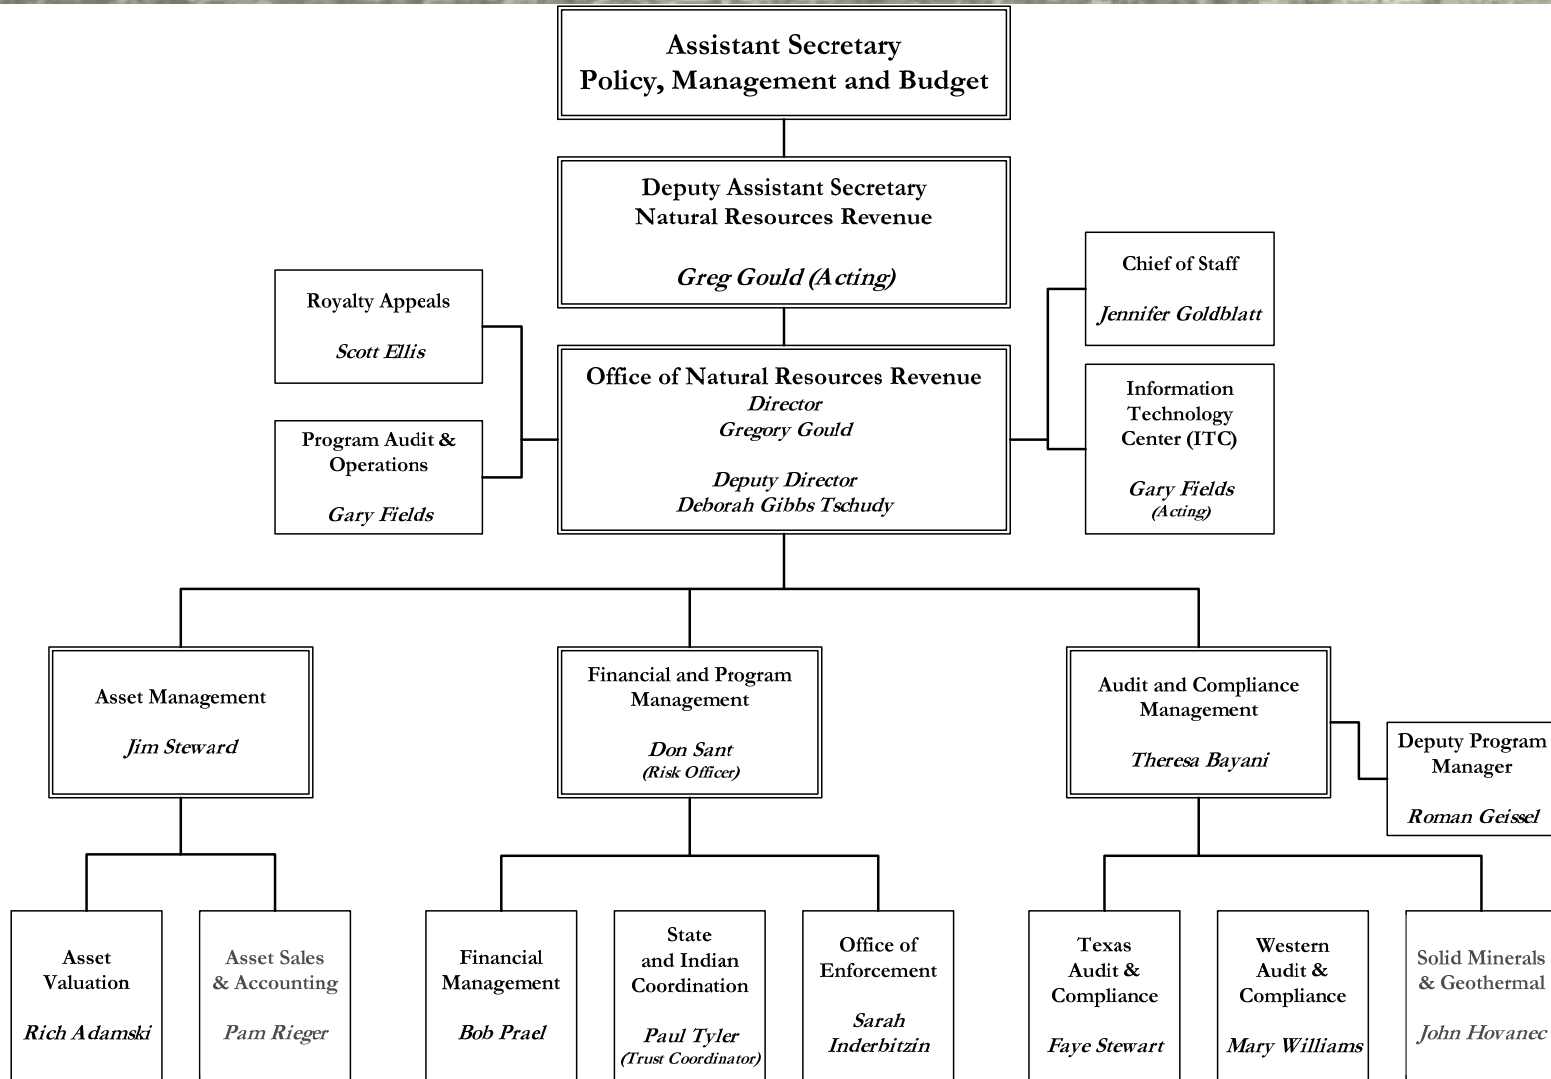 Assistant Secretary
Policy, Management and Budget
Deputy Assistant Secretary
Natural Resources Revenue
Greg Gould (Acting)
Royalty Appeals
Scott Ellis
Program Audit &
Operations
Gary Fields
Office of Natural Resources Revenue
Director
Gregory Gould
Deputy Director
Deborah Gibbs Tschudy
Chief of Staff
Jennifer Goldblatt
Information
Technology
Center (ITC)
Gary Fields
(Acting)
Asset Management
Jim Steward
Financial and Program
Management
Don Sant
(Risk Officer)
Audit and Compliance
Management
Theresa Bayani
Deputy Program
Manager
Roman Geissel
Asset
Valuation
Rich Adamski
Asset Sales
& Accounting
Pam Rieger
Financial
Management
Bob Prael
State
and Indian
Coordination
Paul Tyler
(Trust Coordinator)
Office of
Enforcement
Sarah
Inderbitzin
Texas
Audit &
Compliance
Faye Stewart
Western
Audit &
Compliance
Mary Williams
Solid Minerals
& Geothermal
John Hovanec